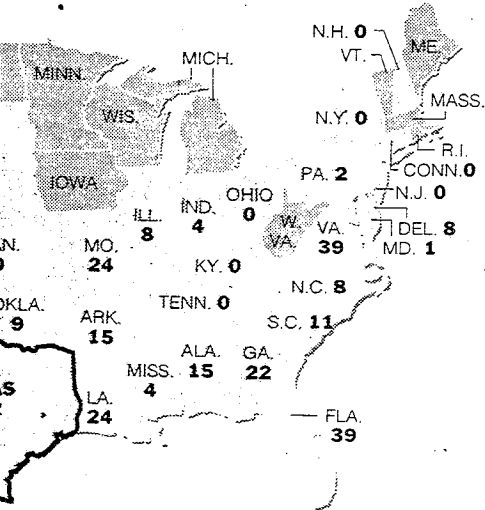 N.H. 0
VT.
ME.
MICH.
MINN.
WIS.
MASS.
N.Y. 0
R.I.
CONN. 0
PA. 2
IOWA
N.J. 0
OHIO
0
IND.
4
ILL.
8
W.
VA.
VA.
39
DEL. 8
MD. 1
MO.
24
KY. 0
N.C. 8
OKLA.
9
TENN. 0
ARK.
15
S.C. 11
ALA.
15
GA.
22
MISS.
4
LA.
24
FLA.
39